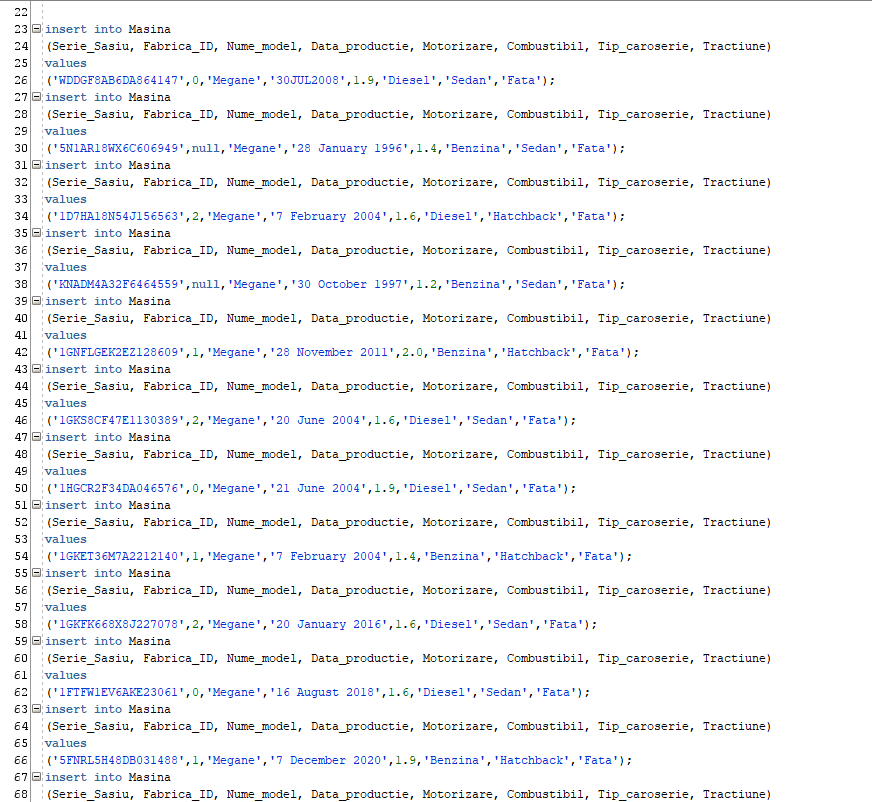 22
23 insert into Masina
24 (Serie_Sasiu, Fabrica_ID, Nume_model, Data_productie, Motorizare, Combustibil, Tip_caroserie, Tractiune)
25 values
26 ('WDDGF8AB6DA864147',0,'Megane','30JUL2008',1.9,'Diesel','Sedan','Fata');
27 insert into Masina
28 (Serie_Sasiu, Fabrica_ID, Nume_model, Data_productie, Motorizare, Combustibil, Tip_caroserie, Tractiune)
29 values
30 ('5N1AR18WX6C606949',null,'Megane','28 January 1996',1.4,'Benzina','Sedan','Fata');
31 insert into Masina
32 (Serie_Sasiu, Fabrica_ID, Nume_model, Data_productie, Motorizare, Combustibil, Tip_caroserie, Tractiune)
33 values
34 ('1D7HA18N54J156563',2,'Megane','7 February 2004',1.6,'Diesel','Hatchback','Fata');
35 insert into Masina
36 (Serie_Sasiu, Fabrica_ID, Nume_model, Data_productie, Motorizare, Combustibil, Tip_caroserie, Tractiune)
37 values
38 ('KNADM4A32F6464559',null,'Megane','30 October 1997',1.2,'Benzina','Sedan','Fata');
39 insert into Masina
40 (Serie_Sasiu, Fabrica_ID, Nume_model, Data_productie, Motorizare, Combustibil, Tip_caroserie, Tractiune)
41 values
42 ('1GNFLGEK2EZ128609',1,'Megane','28 November 2011',2.0,'Benzina','Hatchback','Fata');
43 insert into Masina
44 (Serie_Sasiu, Fabrica_ID, Nume_model, Data_productie, Motorizare, Combustibil, Tip_caroserie, Tractiune)
45 values
46 ('1GKS8CF47E1130389',2,'Megane','20 June 2004',1.6,'Diesel','Sedan','Fata');
47 insert into Masina
48 (Serie_Sasiu, Fabrica_ID, Nume_model, Data_productie, Motorizare, Combustibil, Tip_caroserie, Tractiune)
49 values
50 ('1HGCR2F34DA046576',0,'Megane','21 June 2004',1.9,'Diesel','Sedan','Fata');
51 insert into Masina
52 (Serie_Sasiu, Fabrica_ID, Nume_model, Data_productie, Motorizare, Combustibil, Tip_caroserie, Tractiune)
53 values
54 ('1GKET36M7A2212140',1,'Megane','7 February 2004',1.4,'Benzina','Hatchback','Fata');
55 insert into Masina
56 (Serie_Sasiu, Fabrica_ID, Nume_model, Data_productie, Motorizare, Combustibil, Tip_caroserie, Tractiune)
57 values
58 ('1GKFK668X8J227078',2,'Megane','20 January 2016',1.6,'Diesel','Sedan','Fata');
59 insert into Masina
60 (Serie_Sasiu, Fabrica_ID, Nume_model, Data_productie, Motorizare, Combustibil, Tip_caroserie, Tractiune)
61 values
62 ('1FTFW1EV6AKE23061',0,'Megane','16 August 2018',1.6,'Diesel','Sedan','Fata');
63 insert into Masina
64 (Serie_Sasiu, Fabrica_ID, Nume_model, Data_productie, Motorizare, Combustibil, Tip_caroserie, Tractiune)
65 values
66 ('5FNRL5H48DB031488',1,'Megane','7 December 2020',1.9,'Benzina','Hatchback','Fata');
67 insert into Masina
68 (Serie_Sasiu, Fabrica_ID, Nume_model, Data_productie, Motorizare, Combustibil, Tip_caroserie, Tractiune)